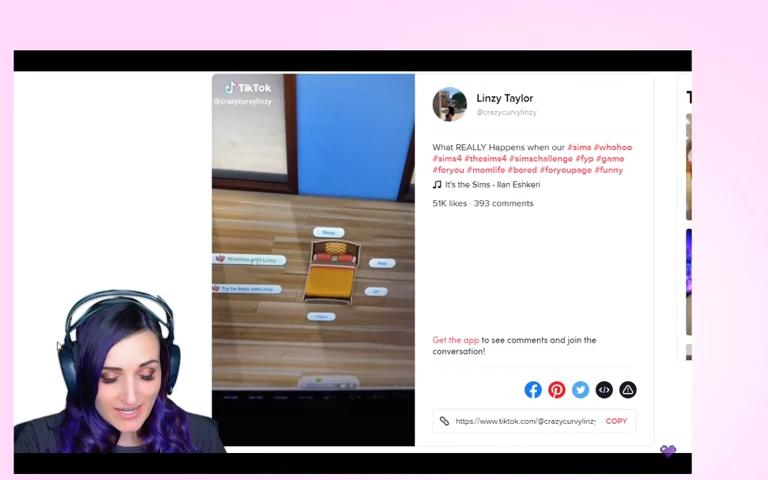 TikTok
@crazycurvylinzy
Sleep
WooHoo with Linzy
Nap
Try for Baby with Linzy
Sit
Linzy Taylor
@crazycurvylinzy
What REALLY Happens when our #sims #whohoo
#sims4 #thesims4 #simschallenge #fyp #game
#foryou #momlife #bored #foryoupage #funny
It's the Sims - Ilan Eshkeri
51K likes · 393 comments
Get the app to see comments and join the
conversation!
https://www.tiktok.com/@crazycurvylinzy
COPY
T